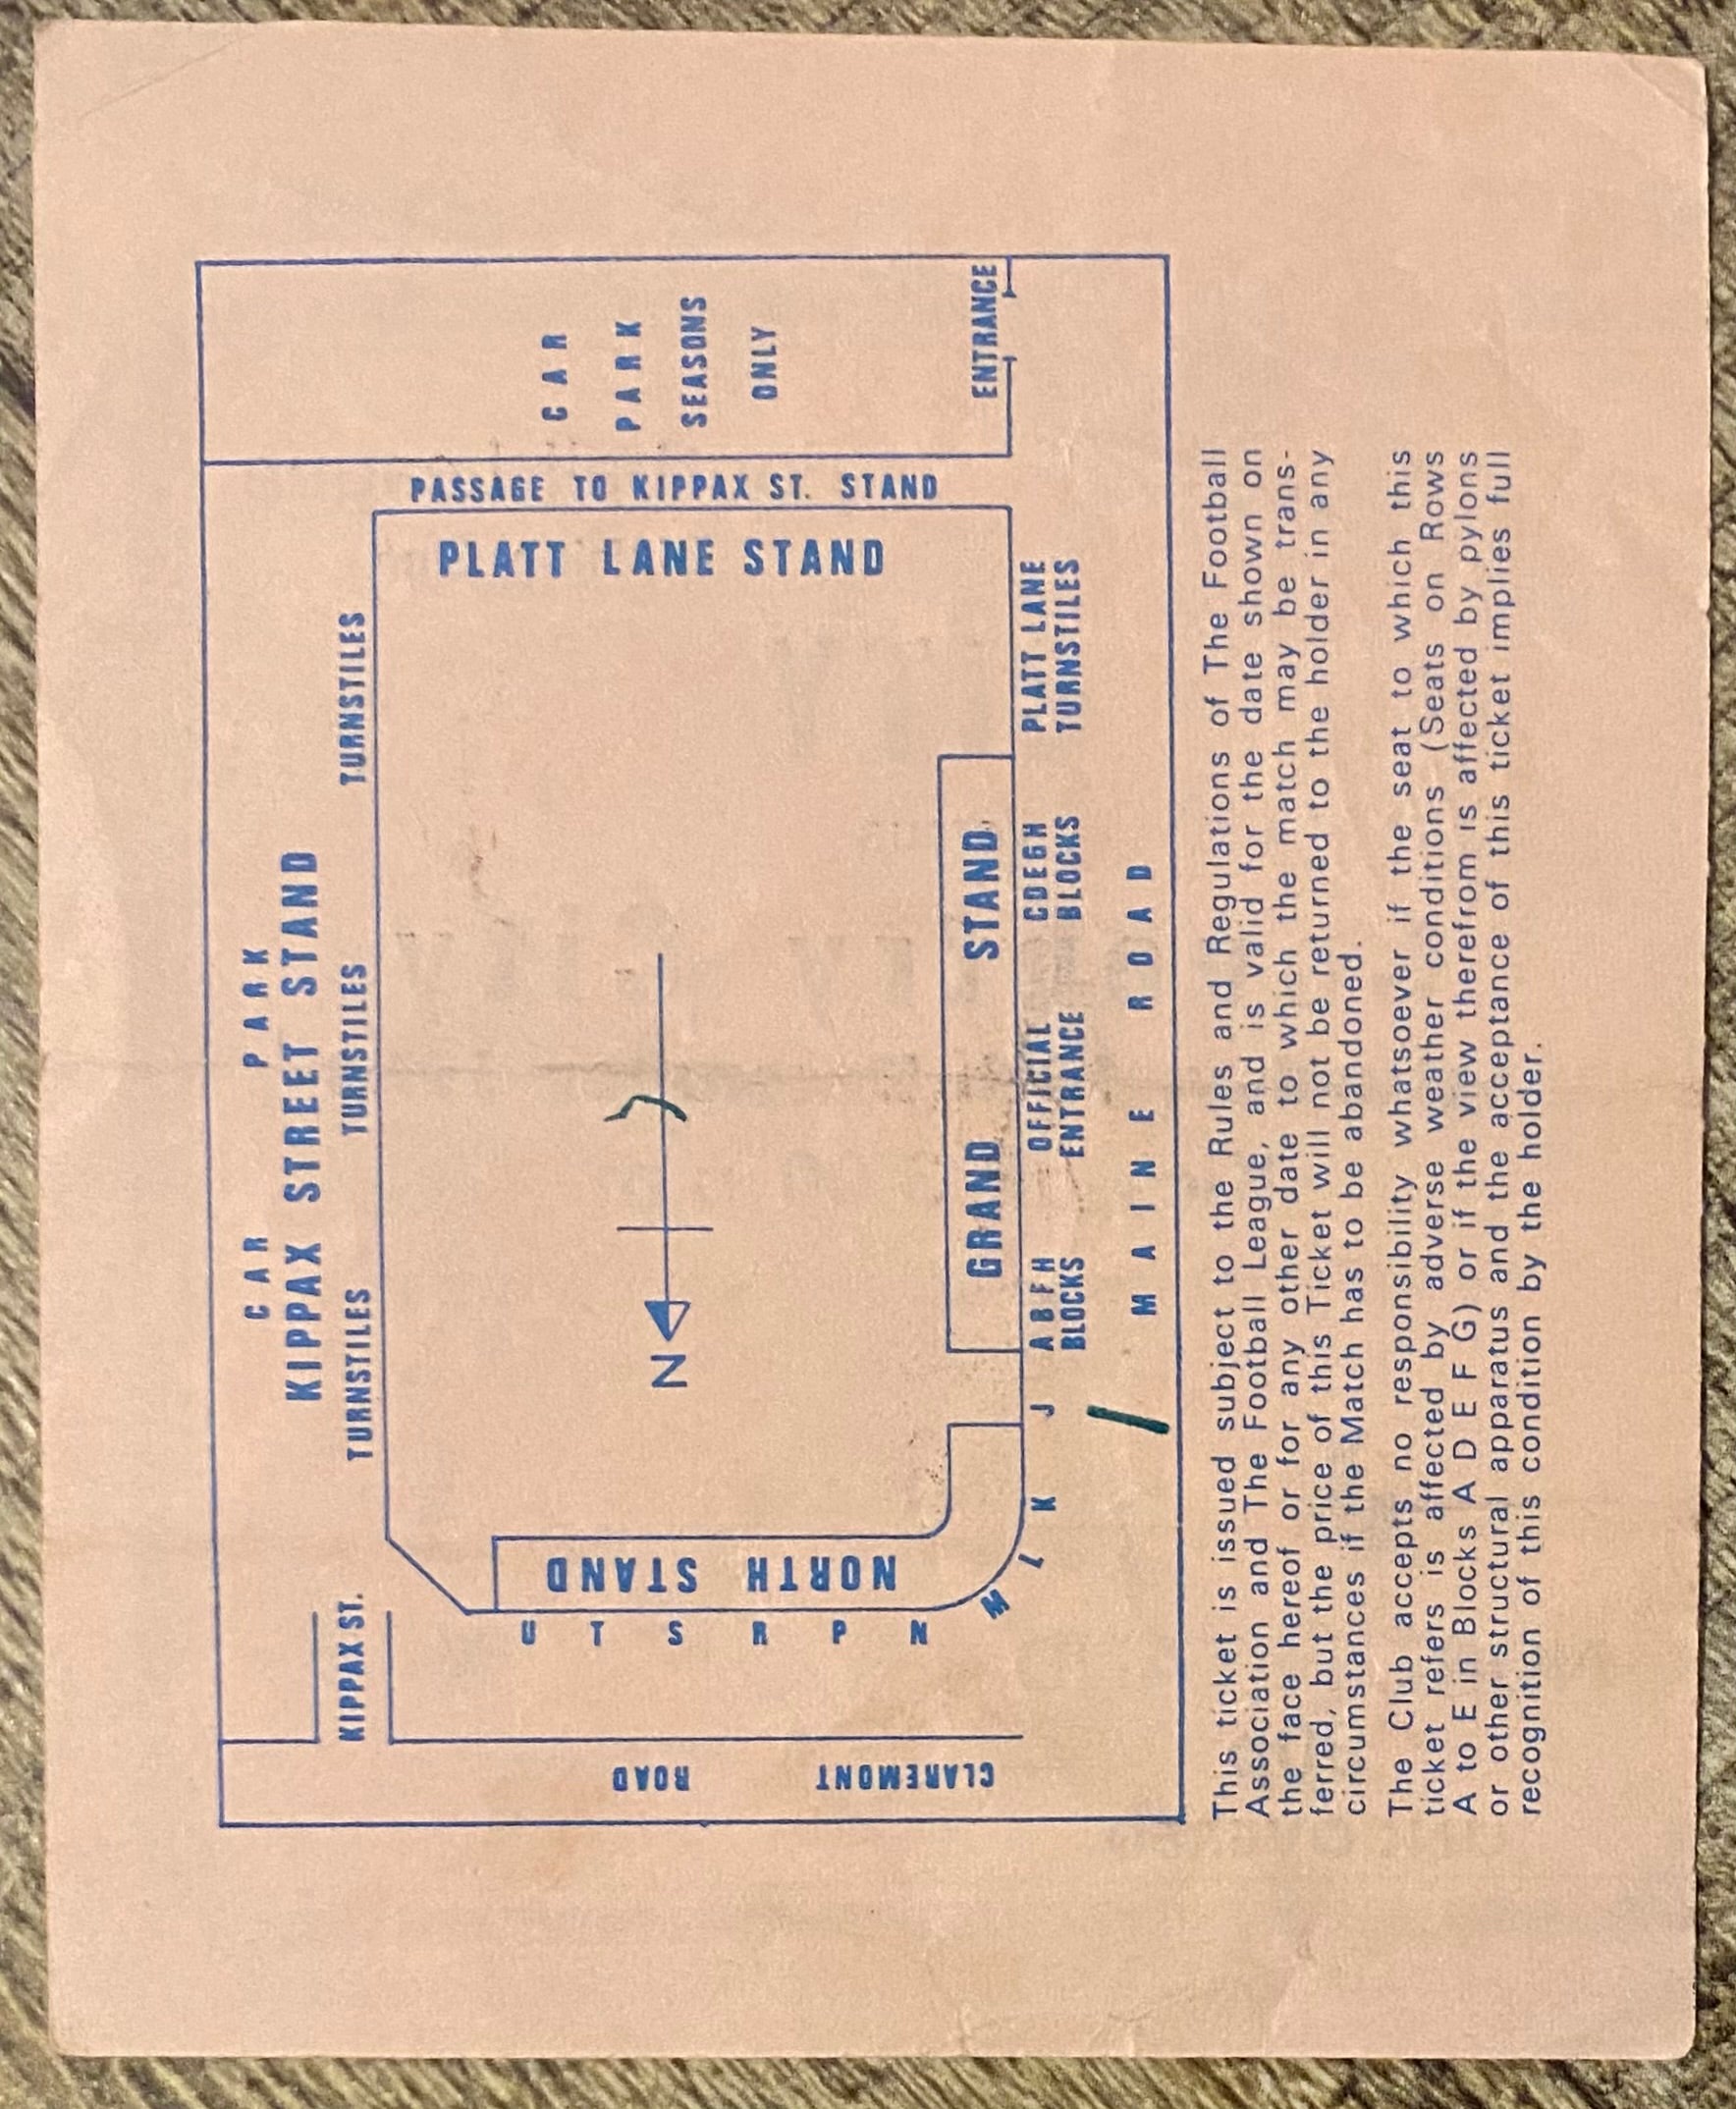 CAR PARK
KIPPAX STREET STAND
TURNSTILES TURNSTILES TURNSTILES
KIPPAX ST.
CLAREMONT ROAD
NORTH STAND
U T S R P N M L K J
N
PLATT LANE STAND
PASSAGE TO KIPPAX ST. STAND
CAR
PARK
SEASONS
ONLY
ENTRANCE
GRAND STAND
A B F H
BLOCKS
OFFICIAL
ENTRANCE
CDEGH
BLOCKS
PLATT LANE
TURNSTILES
MAINE ROAD
This ticket is issued subject to the Rules and Regulations of The Football
Association and The Football League, and is valid for the date shown on
the face hereof or for any other date to which the match may be trans-
ferred, but the price of this Ticket will not be returned to the holder in any
circumstances if the Match has to be abandoned.
The Club accepts no responsibility whatsoever if the seat to which this
ticket refers is affected by adverse weather conditions (Seats on Rows
A to E in Blocks A D E F G) or if the view therefrom is affected by pylons
or other structural apparatus and the acceptance of this ticket implies full
recognition of this condition by the holder.